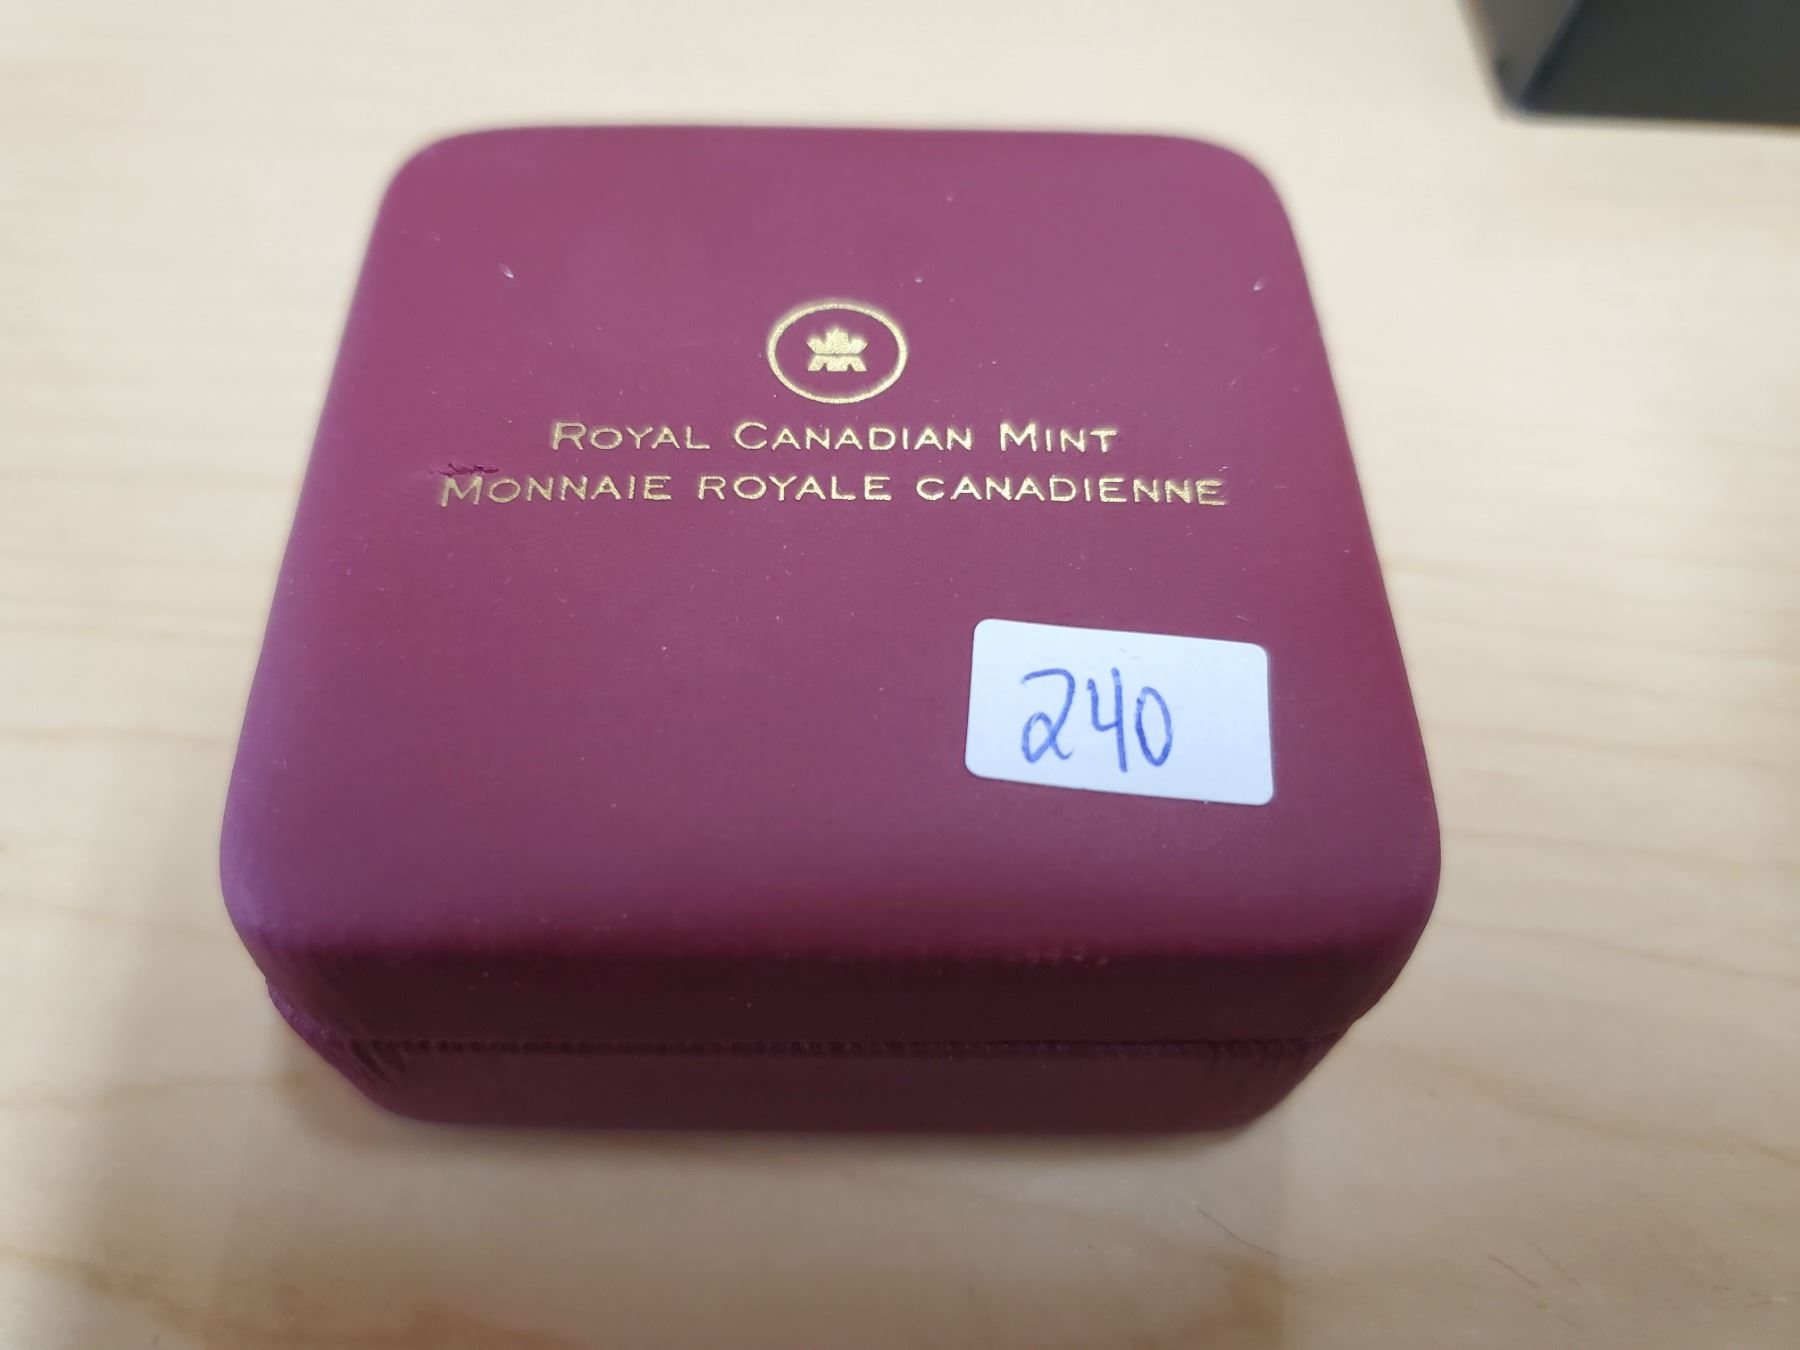 Royal Canadian Mint
Monnaie royale canadienne
240